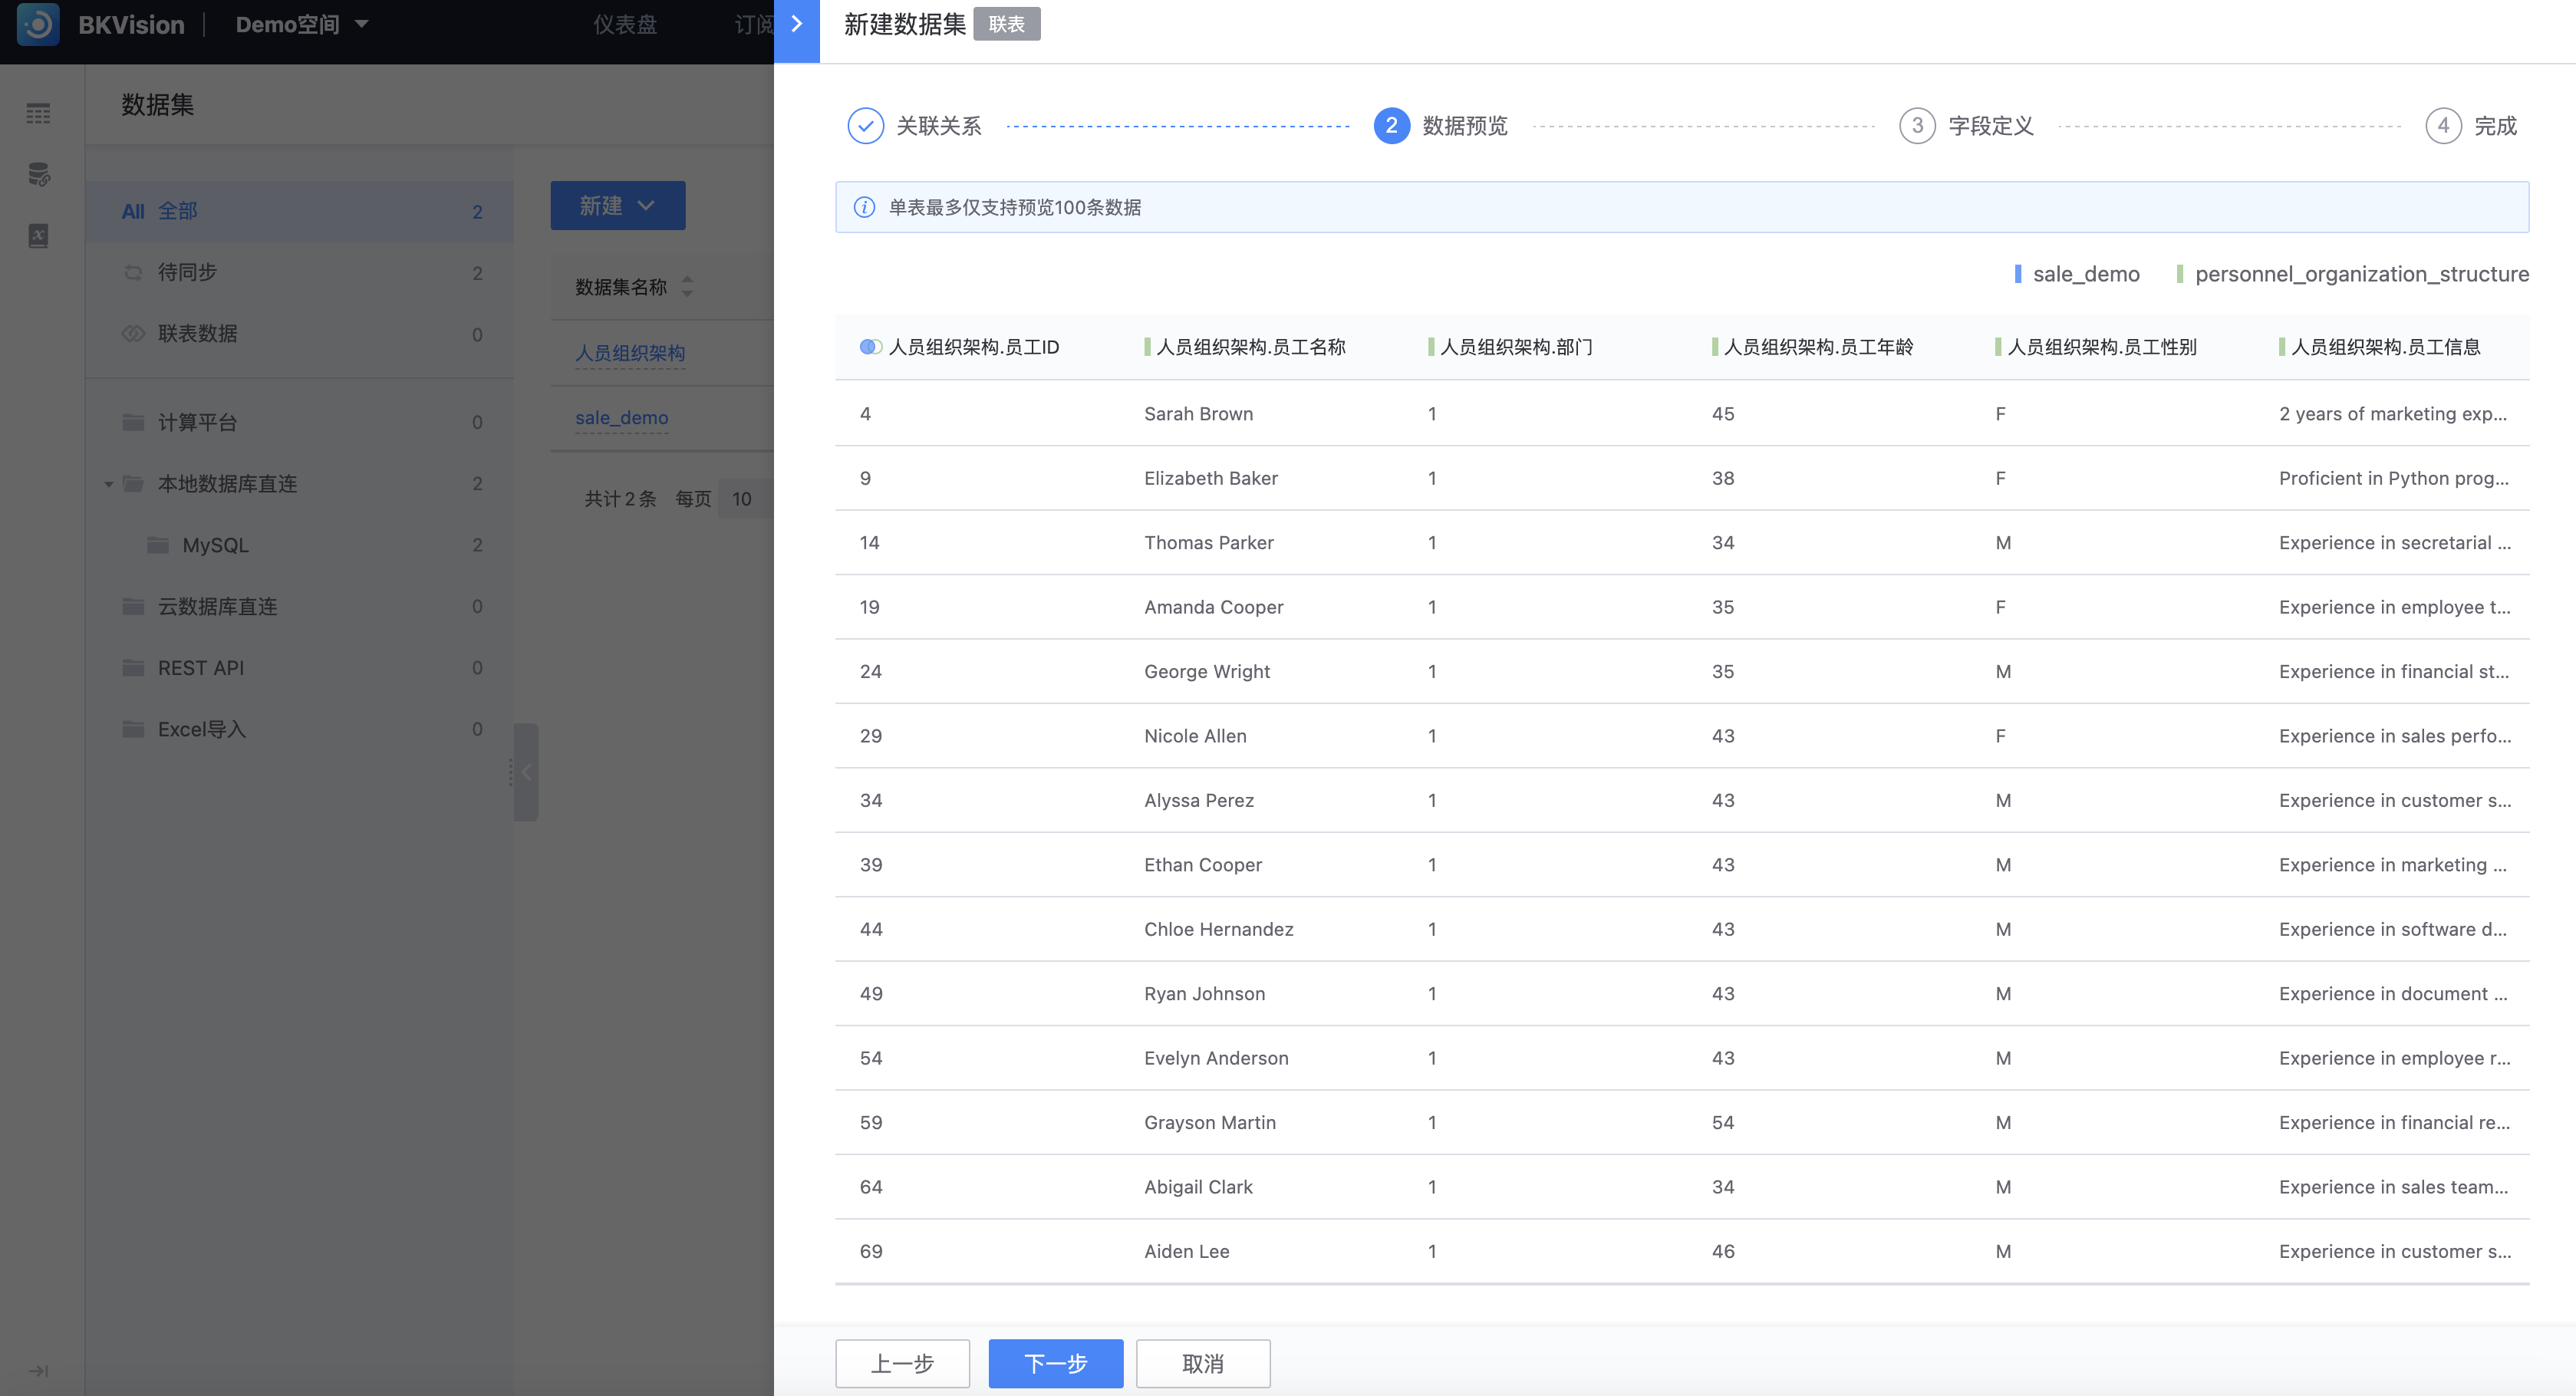 BKVision
Demo空间
仪表盘
订阅
新建数据集 联表
数据集
关联关系
2 数据预览
3 字段定义
4 完成
All 全部 2
待同步 2
联表数据 0
计算平台 0
本地数据库直连 2
MySQL 2
云数据库直连 0
REST API 0
Excel导入 0
新建
数据集名称
人员组织架构
sale_demo
共计2条 每页 10
单表最多仅支持预览100条数据
sale_demo personnel_organization_structure
人员组织架构.员工ID 人员组织架构.员工名称 人员组织架构.部门 人员组织架构.员工年龄 人员组织架构.员工性别 人员组织架构.员工信息
4 Sarah Brown 1 45 F 2 years of marketing exp...
9 Elizabeth Baker 1 38 F Proficient in Python prog...
14 Thomas Parker 1 34 M Experience in secretarial ...
19 Amanda Cooper 1 35 F Experience in employee t...
24 George Wright 1 35 M Experience in financial st...
29 Nicole Allen 1 43 F Experience in sales perfo...
34 Alyssa Perez 1 43 M Experience in customer s...
39 Ethan Cooper 1 43 M Experience in marketing ...
44 Chloe Hernandez 1 43 M Experience in software d...
49 Ryan Johnson 1 43 M Experience in document ...
54 Evelyn Anderson 1 43 M Experience in employee r...
59 Grayson Martin 1 54 M Experience in financial re...
64 Abigail Clark 1 34 M Experience in sales team...
69 Aiden Lee 1 46 M Experience in customer s...
上一步 下一步 取消